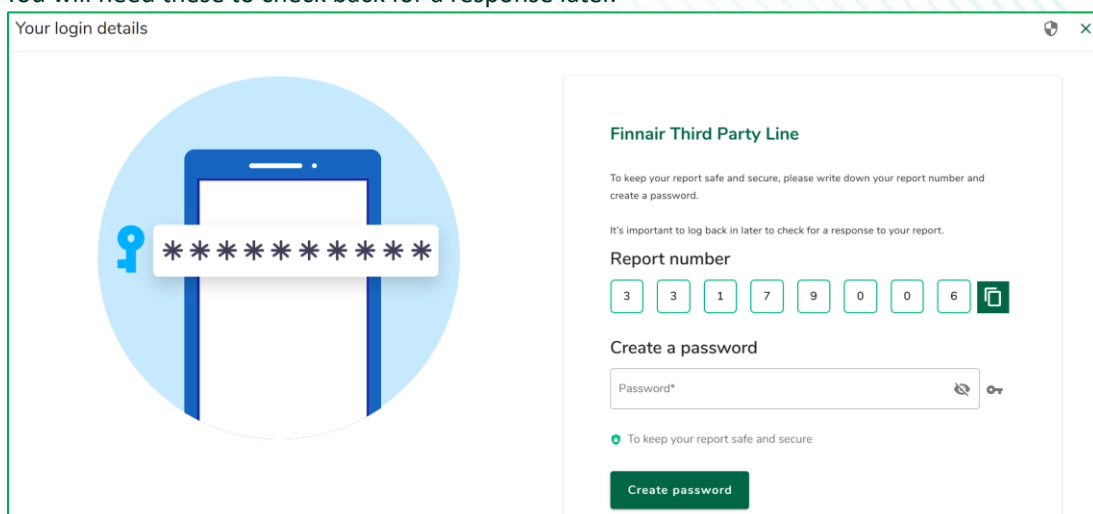 You will need these to check back for a response later.
Your login details
Finnair Third Party Line
To keep your report safe and secure, please write down your report number and
create a password.
It's important to log back in later to check for a response to your report.
Report number
3 3 1 7 9 0 0 6
Create a password
Password*
To keep your report safe and secure
Create password
**********